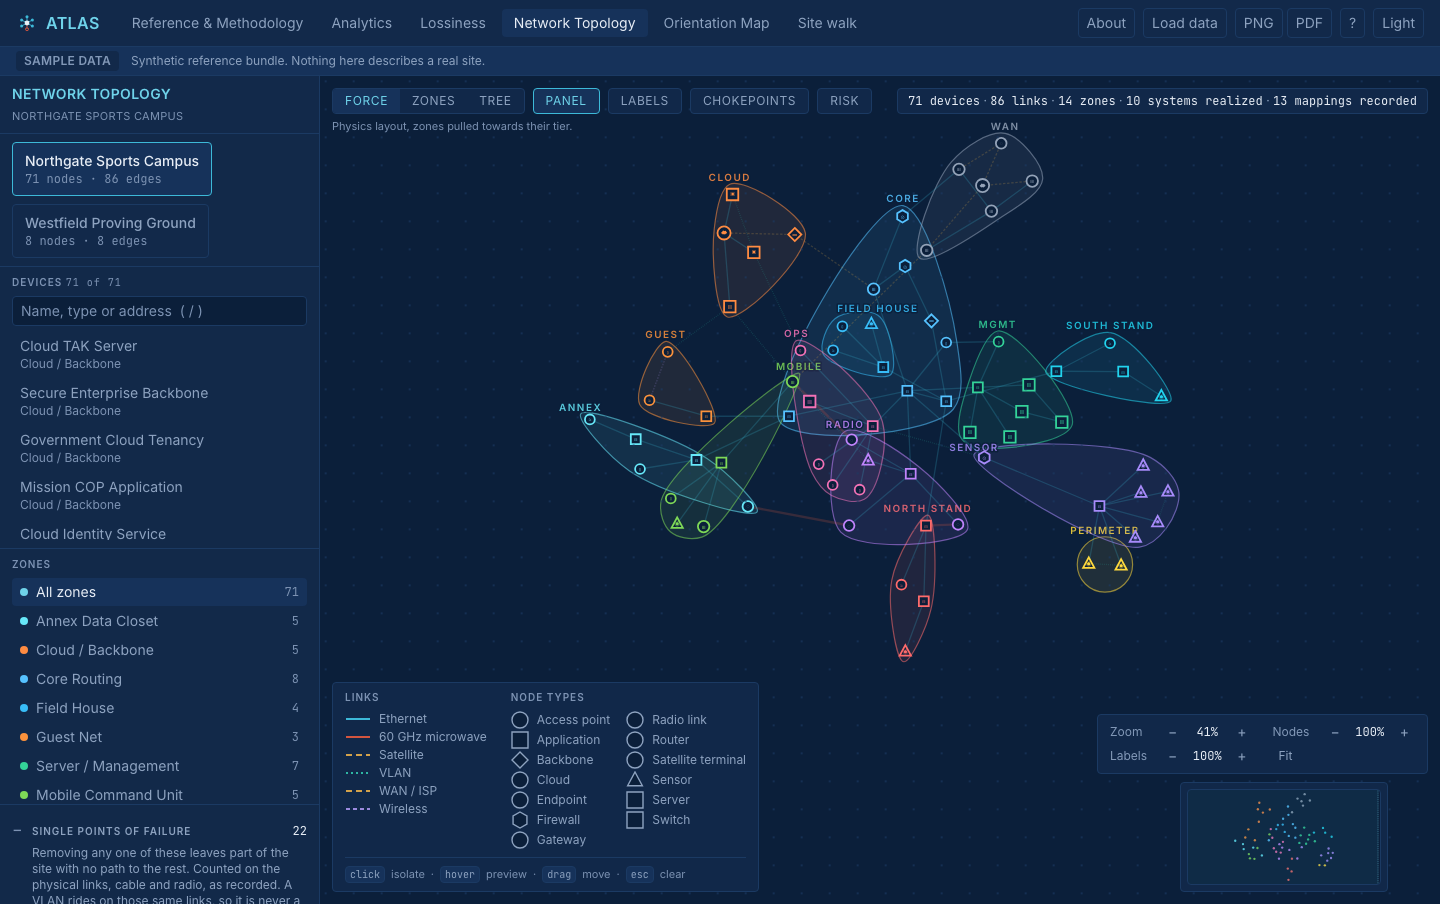 ATLAS
Reference & Methodology
Analytics
Lossiness
Network Topology
Orientation Map
Site walk
About
Load data
PNG
PDF
?
Light
SAMPLE DATA
Synthetic reference bundle. Nothing here describes a real site.
NETWORK TOPOLOGY
NORTHGATE SPORTS CAMPUS
Northgate Sports Campus
71 nodes · 86 edges
Westfield Proving Ground
8 nodes · 8 edges
DEVICES 71 of 71
Name, type or address ( / )
Cloud TAK Server
Cloud / Backbone
Secure Enterprise Backbone
Cloud / Backbone
Government Cloud Tenancy
Cloud / Backbone
Mission COP Application
Cloud / Backbone
Cloud Identity Service
ZONES
All zones 71
Annex Data Closet 5
Cloud / Backbone 5
Core Routing 8
Field House 4
Guest Net 3
Server / Management 7
Mobile Command Unit 5
− SINGLE POINTS OF FAILURE 22
Removing any one of these leaves part of the
site with no path to the rest. Counted on the
physical links, cable and radio, as recorded. A
VLAN rides on those same links, so it is never a
FORCE
ZONES
TREE
PANEL
LABELS
CHOKEPOINTS
RISK
71 devices · 86 links · 14 zones · 10 systems realized · 13 mappings recorded
Physics layout, zones pulled towards their tier.
WAN
CLOUD
CORE
FIELD HOUSE
GUEST
OPS
MGMT
SOUTH STAND
MOBILE
ANNEX
RADIO
SENSOR
NORTH STAND
PERIMETER
LINKS
Ethernet
60 GHz microwave
Satellite
VLAN
WAN / ISP
Wireless
NODE TYPES
Access point
Application
Backbone
Cloud
Endpoint
Firewall
Gateway
Radio link
Router
Satellite terminal
Sensor
Server
Switch
click isolate · hover preview · drag move · esc clear
Zoom − 41% + Nodes − 100% +
Labels − 100% + Fit